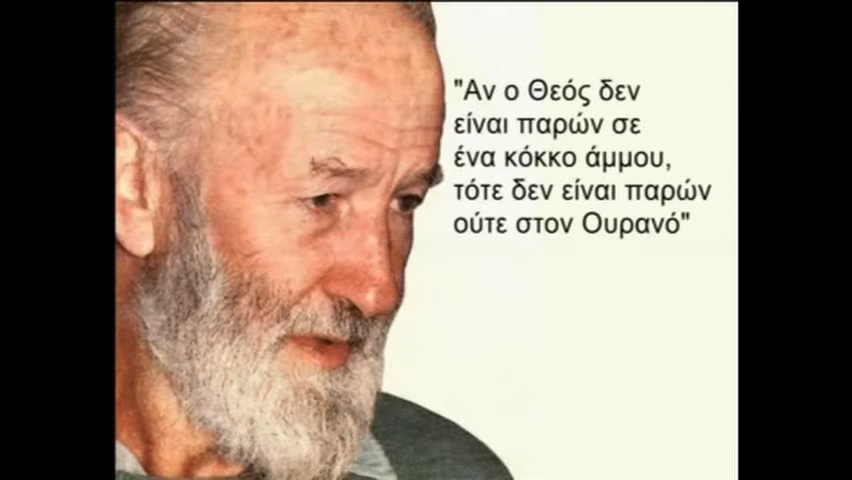 "Αν ο Θεός δεν
είναι παρών σε
ένα κόκκο άμμου,
τότε δεν είναι παρών
ούτε στον Ουρανό"